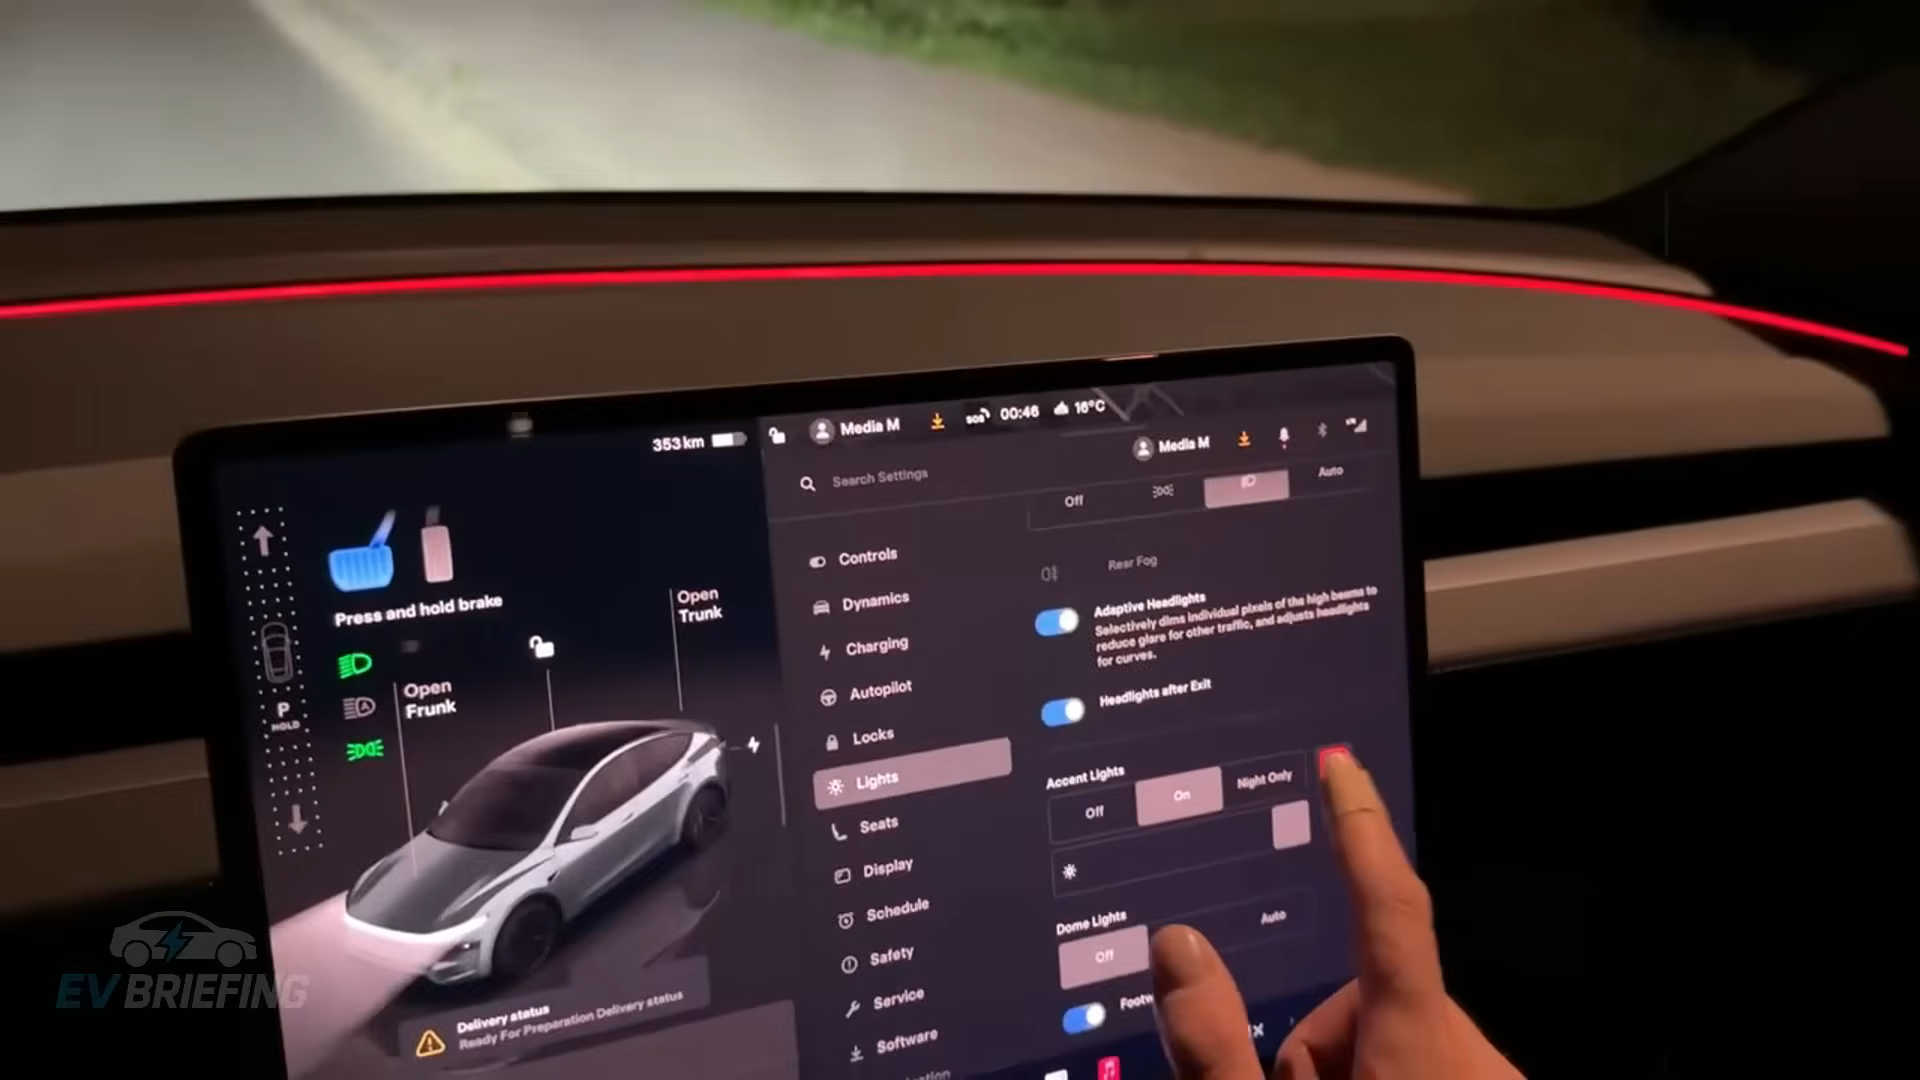 353 km
Media M
SOS
00:46
16°C
Media M
Search Settings
Off
Auto
Press and hold brake
Open
Trunk
Open
Frunk
P
HOLD
Controls
Dynamics
Charging
Autopilot
Locks
Lights
Seats
Display
Schedule
Safety
Service
Software
Rear Fog
Adaptive Headlights
Selectively dims individual pixels of the high beams to
reduce glare for other traffic, and adjusts headlights
for curves.
Headlights after Exit
Accent Lights
Off
On
Night Only
Dome Lights
Off
Auto
Delivery status
Ready For Preparation Delivery status
EV BRIEFING